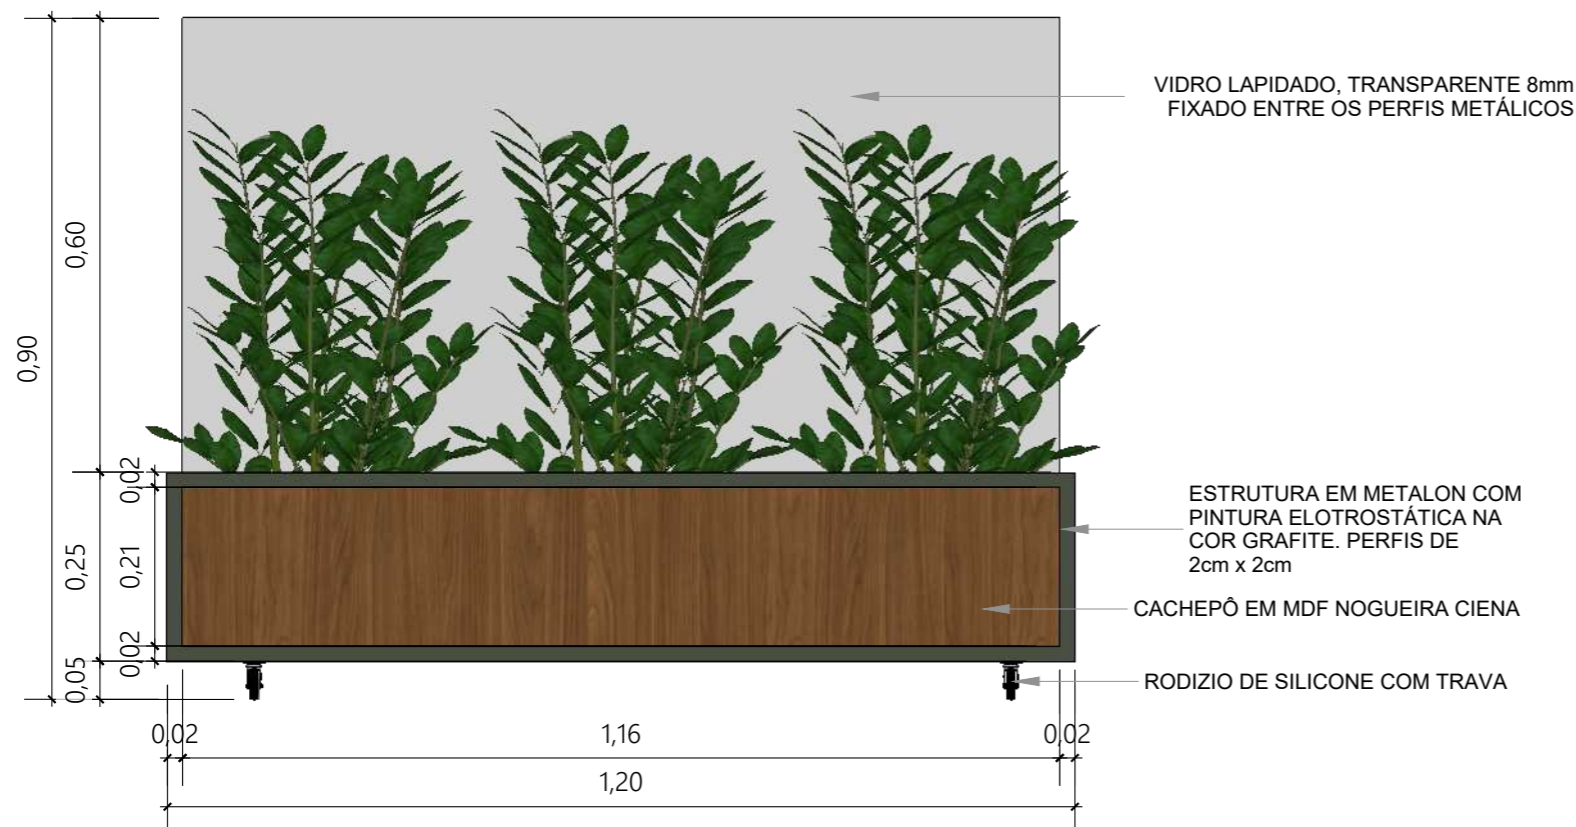 VIDRO LAPIDADO, TRANSPARENTE 8mm
FIXADO ENTRE OS PERFIS METÁLICOS
0,60
0,90
0,02
ESTRUTURA EM METALON COM
PINTURA ELOTROSTÁTICA NA
COR GRAFITE. PERFIS DE
2cm x 2cm
0,25
0,21
CACHEPÔ EM MDF NOGUEIRA CIENA
0,02
0,05
RODIZIO DE SILICONE COM TRAVA
0,02
1,16
0,02
1,20